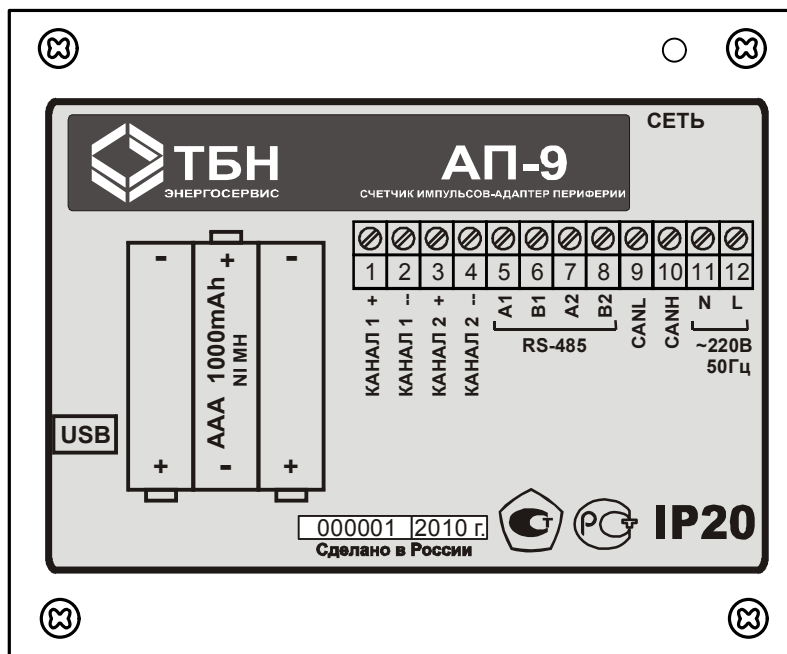 СЕТЬ
ТБН
ЭНЕРГОСЕРВИС
АП-9
СЧЕТЧИК ИМПУЛЬСОВ-АДАПТЕР ПЕРИФЕРИИ
1 2 3 4 5 6 7 8 9 10 11 12
КАНАЛ 1 +
КАНАЛ 1 --
КАНАЛ 2 +
КАНАЛ 2 --
A1
B1
A2
B2
RS-485
CANL
CANH
N
L
~220В
50Гц
- + -
AAA 1000mAh
NI MH
+ - +
USB
000001 2010 г.
Сделано в России
СТ
РСТ
IP20